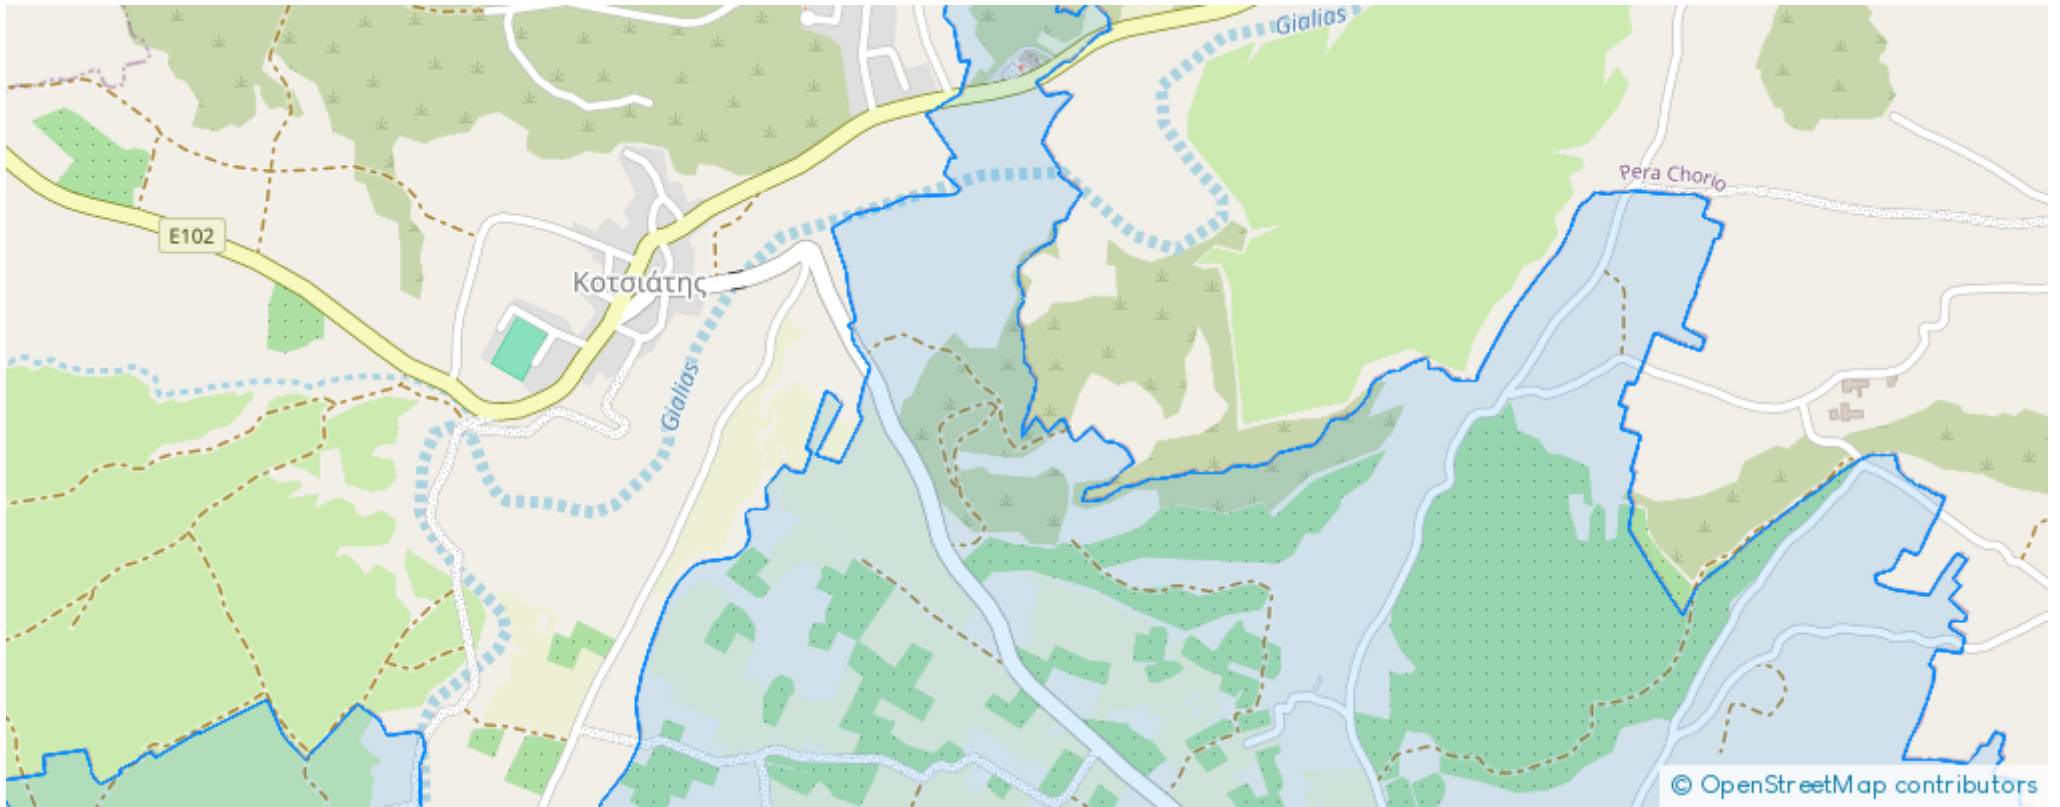 Gialias
Pera Chorio
E102
Κοτσιάτης
Gialias
© OpenStreetMap contributors